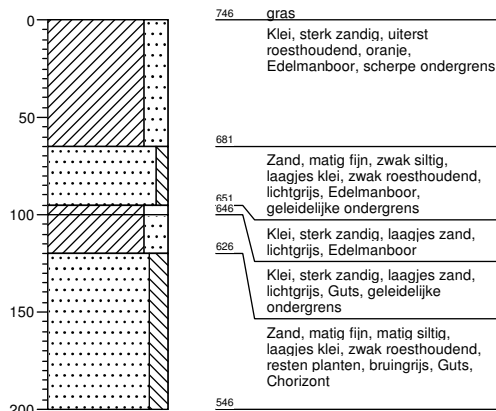 0
50
100
150
200
746
gras
Klei, sterk zandig, uiterst
roesthoudend, oranje,
Edelmanboor, scherpe ondergrens
681
Zand, matig fijn, zwak siltig,
laagjes klei, zwak roesthoudend,
lichtgrijs, Edelmanboor,
geleidelijke ondergrens
651
646
Klei, sterk zandig, laagjes zand,
lichtgrijs, Edelmanboor
626
Klei, sterk zandig, laagjes zand,
lichtgrijs, Guts, geleidelijke
ondergrens
Zand, matig fijn, matig siltig,
laagjes klei, zwak roesthoudend,
resten planten, bruingrijs, Guts,
Chorizont
546